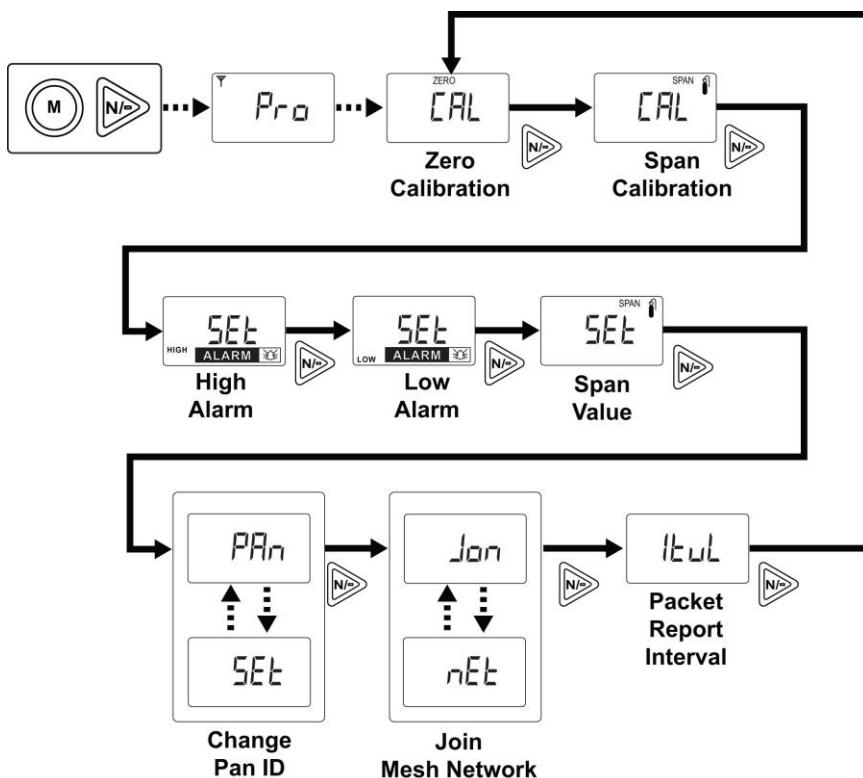 M
N/-
Pro
ZERO
CAL
N/-
Zero
Calibration
SPAN
CAL
N/-
Span
Calibration
SEt
HIGH
ALARM
N/-
High
Alarm
SEt
LOW
ALARM
N/-
Low
Alarm
SPAN
SEt
N/-
Span
Value
PAn
SEt
N/-
Change
Pan ID
Jon
nEt
N/-
Join
Mesh Network
ItuL
N/-
Packet
Report
Interval